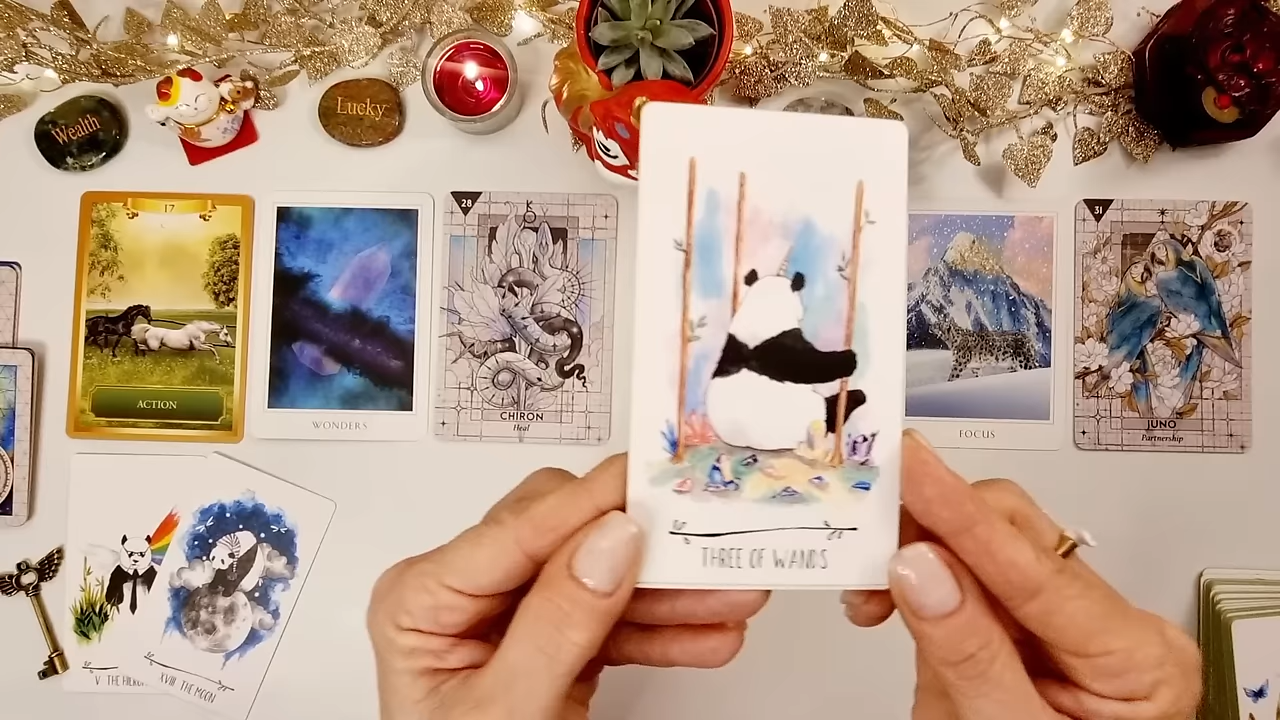 Wealth
Lucky
17
ACTION
WONDERS
28
CHIRON
Heal
THREE OF WANDS
FOCUS
31
JUNO
Partnership
V THE
XVIII THE MOON